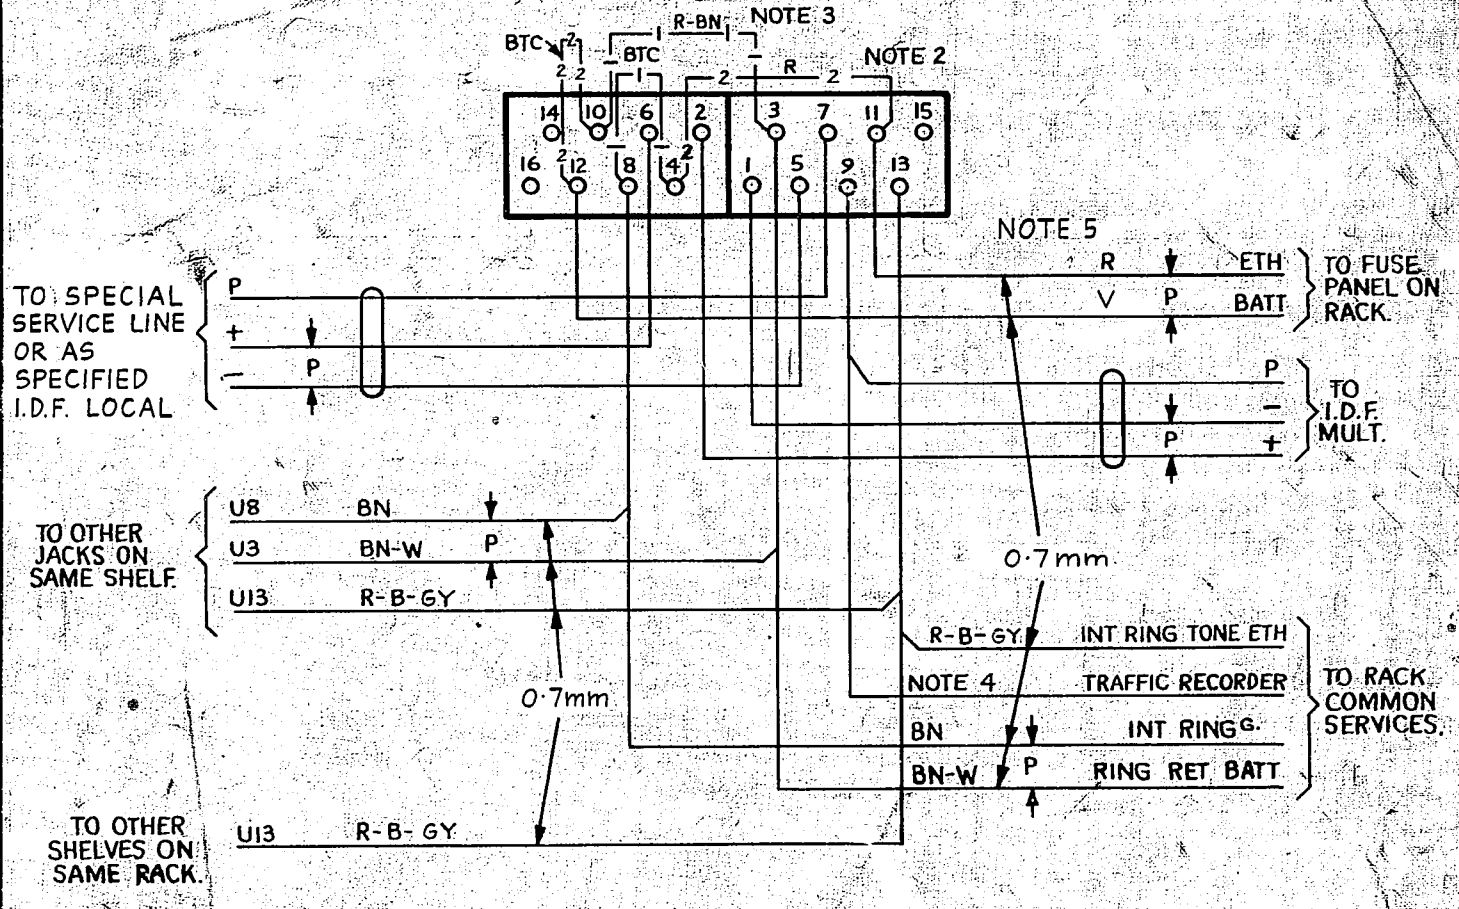 R-BN NOTE 3
BTC 2 1 1
BTC NOTE 2
2 2 1 2 R 2
14 10 6 2 3 7 11 15
2 2
16 12 8 4 1 5 9 13
NOTE 5
TO SPECIAL
SERVICE LINE
OR AS
SPECIFIED
I.D.F. LOCAL
P
+
P
-
R ETH
V P BATT
TO FUSE
PANEL ON
RACK.
P
-
P
+
TO
I.D.F.
MULT.
TO OTHER
JACKS ON
SAME SHELF.
U8 BN
U3 BN-W P
U13 R-B-GY
0.7mm
0.7mm
R-B-GY INT RING TONE ETH
NOTE 4 TRAFFIC RECORDER
BN INT RING G.
BN-W P RING RET BATT
TO RACK
COMMON
SERVICES.
TO OTHER
SHELVES ON
SAME RACK.
U13 R-B-GY